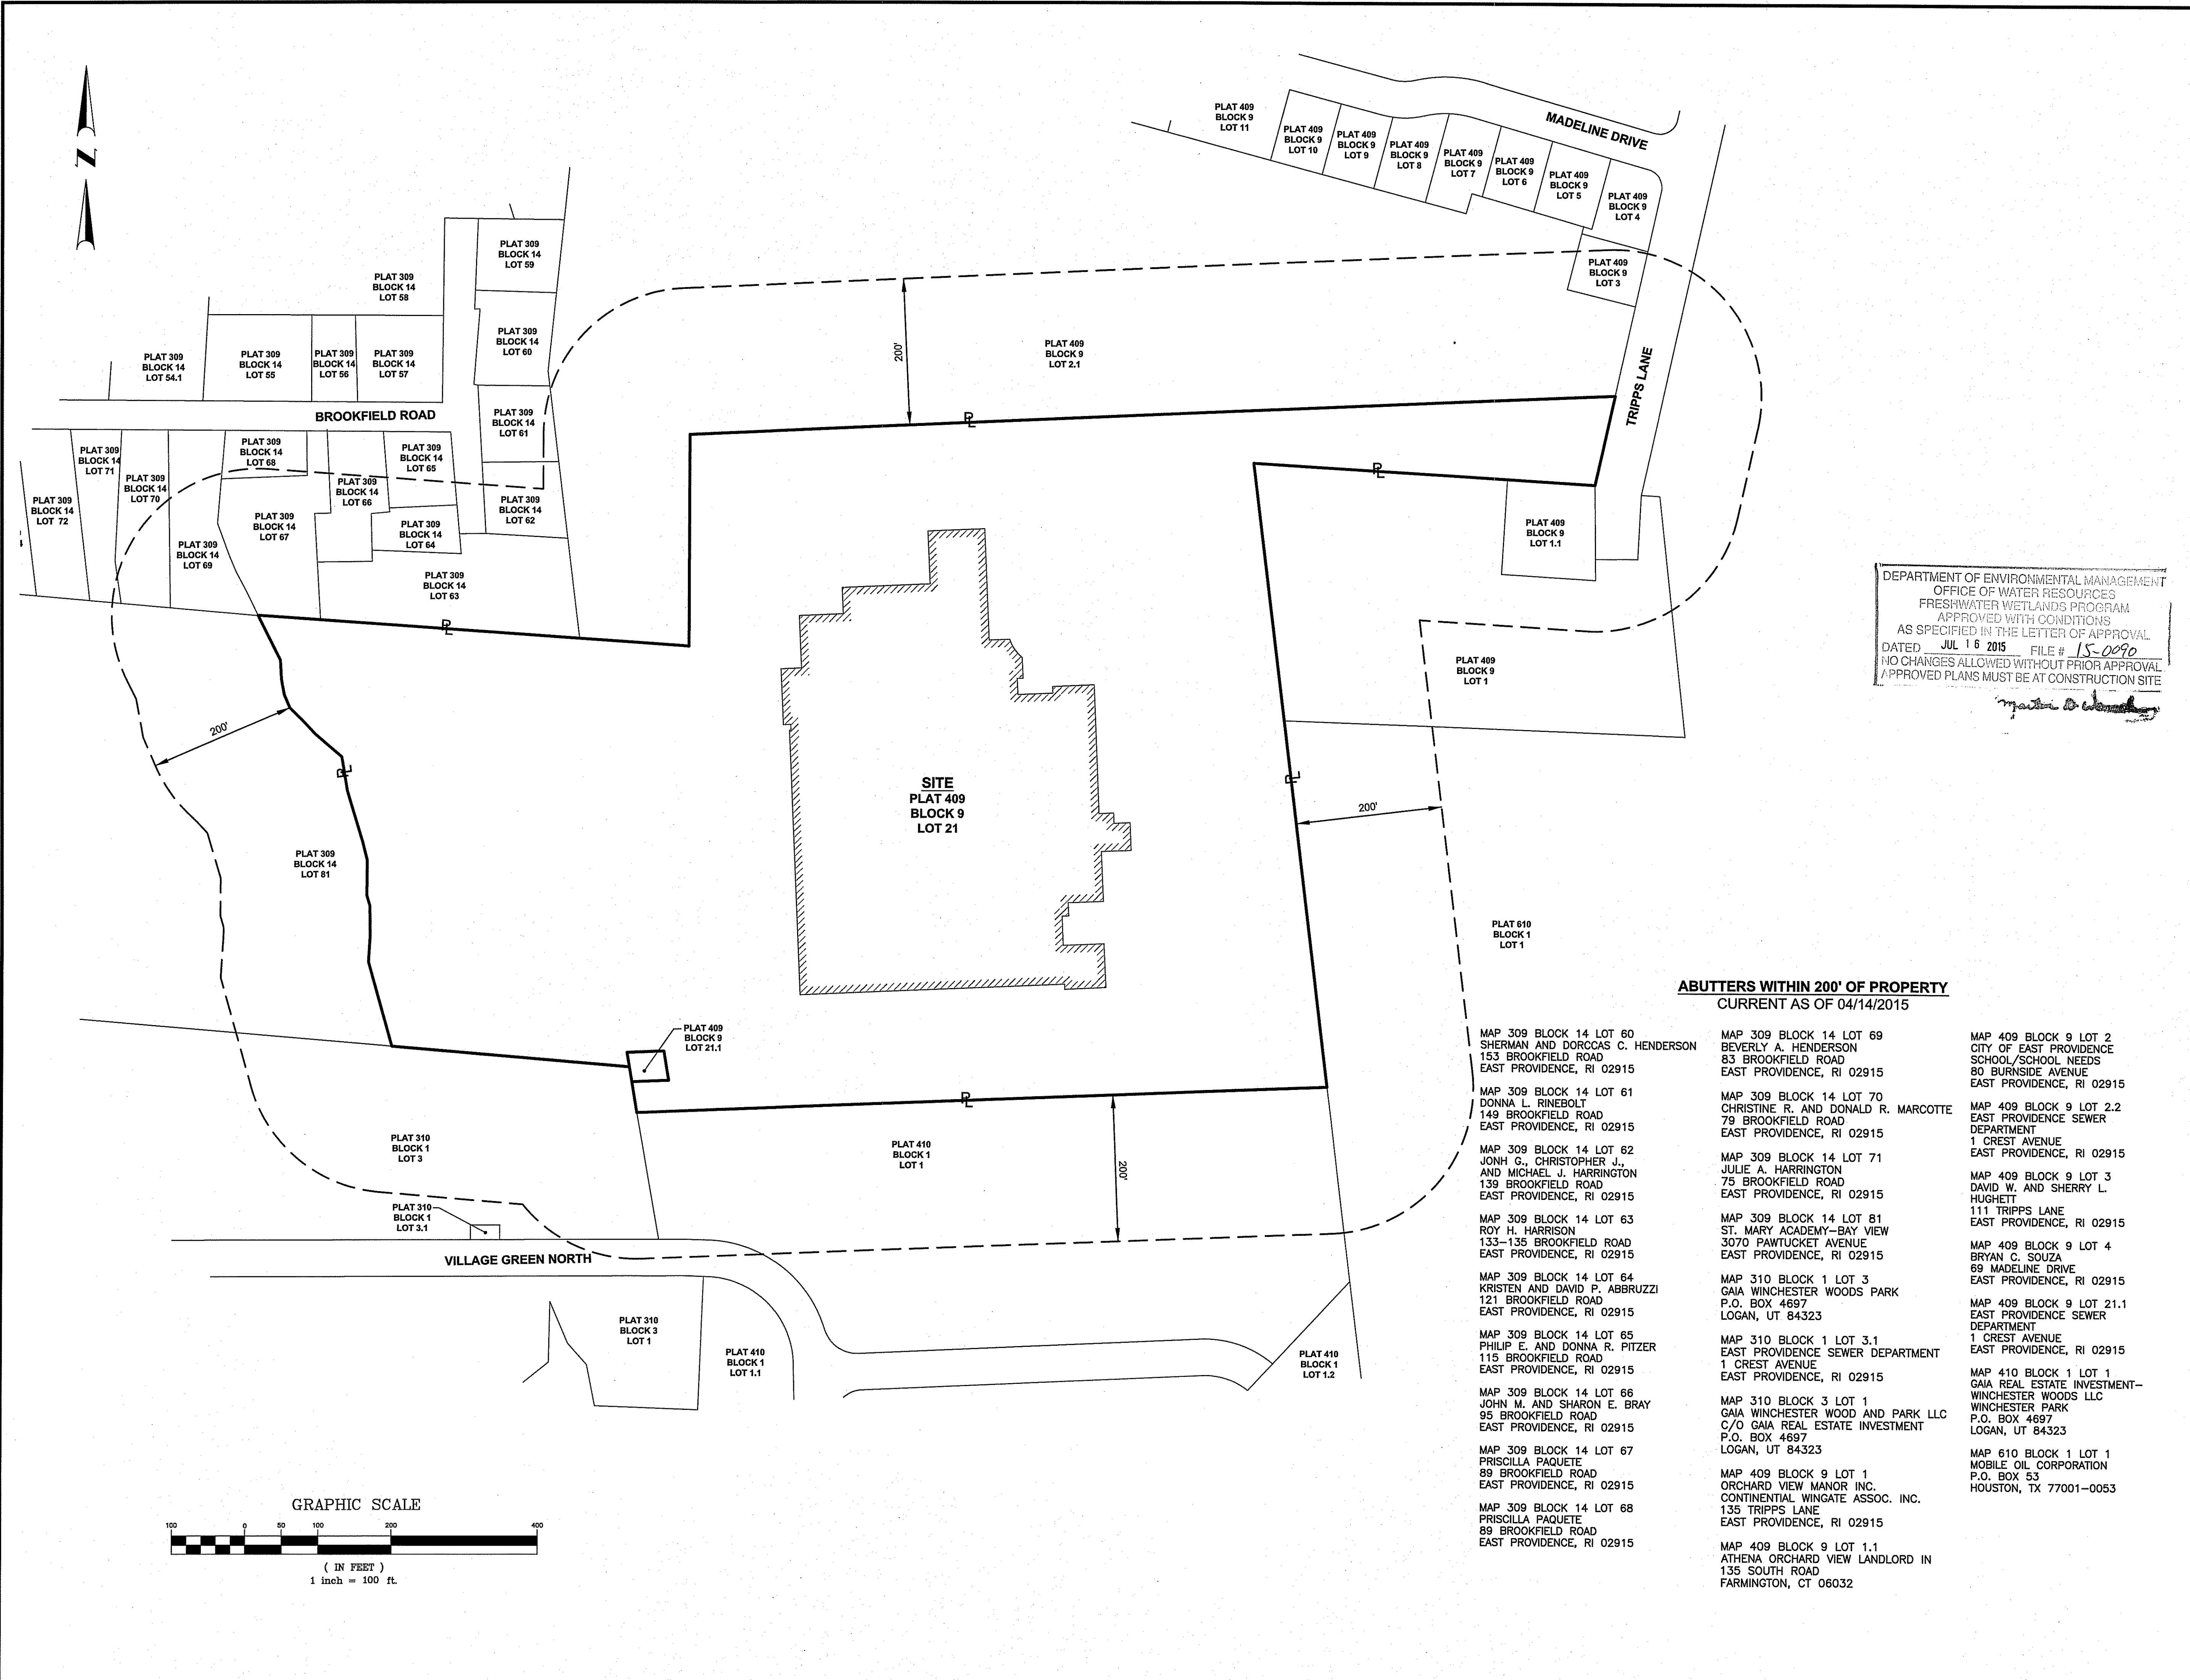 N
PLAT 409
BLOCK 9
LOT 11
PLAT 409
BLOCK 9
LOT 10
PLAT 409
BLOCK 9
LOT 9
PLAT 409
BLOCK 9
LOT 8
PLAT 409
BLOCK 9
LOT 7
PLAT 409
BLOCK 9
LOT 6
PLAT 409
BLOCK 9
LOT 5
PLAT 409
BLOCK 9
LOT 4
MADELINE DRIVE
PLAT 409
BLOCK 9
LOT 3
TRIPPS LANE
PLAT 309
BLOCK 14
LOT 59
PLAT 309
BLOCK 14
LOT 58
PLAT 309
BLOCK 14
LOT 60
PLAT 309
BLOCK 14
LOT 54.1
PLAT 309
BLOCK 14
LOT 55
PLAT 309
BLOCK 14
LOT 56
PLAT 309
BLOCK 14
LOT 57
200'
PLAT 409
BLOCK 9
LOT 2.1
BROOKFIELD ROAD
PLAT 309
BLOCK 14
LOT 61
PL
PLAT 309
BLOCK 14
LOT 72
PLAT 309
BLOCK 14
LOT 71
PLAT 309
BLOCK 14
LOT 70
PLAT 309
BLOCK 14
LOT 68
PLAT 309
BLOCK 14
LOT 66
PLAT 309
BLOCK 14
LOT 65
PLAT 309
BLOCK 14
LOT 62
PL
PLAT 309
BLOCK 14
LOT 69
PLAT 309
BLOCK 14
LOT 67
PLAT 309
BLOCK 14
LOT 64
PLAT 309
BLOCK 14
LOT 63
PL
PLAT 409
BLOCK 9
LOT 1.1
PLAT 409
BLOCK 9
LOT 1
DEPARTMENT OF ENVIRONMENTAL MANAGEMENT
OFFICE OF WATER RESOURCES
FRESHWATER WETLANDS PROGRAM
APPROVED WITH CONDITIONS
AS SPECIFIED IN THE LETTER OF APPROVAL
DATED JUL 16 2015 FILE # 15-0090
NO CHANGES ALLOWED WITHOUT PRIOR APPROVAL
APPROVED PLANS MUST BE AT CONSTRUCTION SITE
200'
PL
SITE
PLAT 409
BLOCK 9
LOT 21
PL
200'
PLAT 309
BLOCK 14
LOT 81
PLAT 610
BLOCK 1
LOT 1
PLAT 409
BLOCK 9
LOT 21.1
PL
PLAT 310
BLOCK 1
LOT 3
PLAT 410
BLOCK 1
LOT 1
200'
PLAT 310
BLOCK 1
LOT 3.1
VILLAGE GREEN NORTH
PLAT 310
BLOCK 3
LOT 1
PLAT 410
BLOCK 1
LOT 1.1
PLAT 410
BLOCK 1
LOT 1.2
ABUTTERS WITHIN 200' OF PROPERTY
CURRENT AS OF 04/14/2015
MAP 309 BLOCK 14 LOT 60
SHERMAN AND DORCCAS C. HENDERSON
153 BROOKFIELD ROAD
EAST PROVIDENCE, RI 02915
MAP 309 BLOCK 14 LOT 61
DONNA L. RINEBOLT
149 BROOKFIELD ROAD
EAST PROVIDENCE, RI 02915
MAP 309 BLOCK 14 LOT 62
JONH G., CHRISTOPHER J.,
AND MICHAEL J. HARRINGTON
139 BROOKFIELD ROAD
EAST PROVIDENCE, RI 02915
MAP 309 BLOCK 14 LOT 63
ROY H. HARRISON
133-135 BROOKFIELD ROAD
EAST PROVIDENCE, RI 02915
MAP 309 BLOCK 14 LOT 64
KRISTEN AND DAVID P. ABBRUZZI
121 BROOKFIELD ROAD
EAST PROVIDENCE, RI 02915
MAP 309 BLOCK 14 LOT 65
PHILIP E. AND DONNA R. PITZER
115 BROOKFIELD ROAD
EAST PROVIDENCE, RI 02915
MAP 309 BLOCK 14 LOT 66
JOHN M. AND SHARON E. BRAY
95 BROOKFIELD ROAD
EAST PROVIDENCE, RI 02915
MAP 309 BLOCK 14 LOT 67
PRISCILLA PAQUETE
89 BROOKFIELD ROAD
EAST PROVIDENCE, RI 02915
MAP 309 BLOCK 14 LOT 68
PRISCILLA PAQUETE
89 BROOKFIELD ROAD
EAST PROVIDENCE, RI 02915
MAP 309 BLOCK 14 LOT 69
BEVERLY A. HENDERSON
83 BROOKFIELD ROAD
EAST PROVIDENCE, RI 02915
MAP 309 BLOCK 14 LOT 70
CHRISTINE R. AND DONALD R. MARCOTTE
79 BROOKFIELD ROAD
EAST PROVIDENCE, RI 02915
MAP 309 BLOCK 14 LOT 71
JULIE A. HARRINGTON
75 BROOKFIELD ROAD
EAST PROVIDENCE, RI 02915
MAP 309 BLOCK 14 LOT 81
ST. MARY ACADEMY-BAY VIEW
3070 PAWTUCKET AVENUE
EAST PROVIDENCE, RI 02915
MAP 310 BLOCK 1 LOT 3
GAIA WINCHESTER WOODS PARK
P.O. BOX 4697
LOGAN, UT 84323
MAP 310 BLOCK 1 LOT 3.1
EAST PROVIDENCE SEWER DEPARTMENT
1 CREST AVENUE
EAST PROVIDENCE, RI 02915
MAP 310 BLOCK 3 LOT 1
GAIA WINCHESTER WOOD AND PARK LLC
C/O GAIA REAL ESTATE INVESTMENT
P.O. BOX 4697
LOGAN, UT 84323
MAP 409 BLOCK 9 LOT 1
ORCHARD VIEW MANOR INC.
CONTINENTIAL WINGATE ASSOC. INC.
135 TRIPPS LANE
EAST PROVIDENCE, RI 02915
MAP 409 BLOCK 9 LOT 1.1
ATHENA ORCHARD VIEW LANDLORD IN
135 SOUTH ROAD
FARMINGTON, CT 06032
MAP 409 BLOCK 9 LOT 2
CITY OF EAST PROVIDENCE
SCHOOL/SCHOOL NEEDS
80 BURNSIDE AVENUE
EAST PROVIDENCE, RI 02915
MAP 409 BLOCK 9 LOT 2.2
EAST PROVIDENCE SEWER
DEPARTMENT
1 CREST AVENUE
EAST PROVIDENCE, RI 02915
MAP 409 BLOCK 9 LOT 3
DAVID W. AND SHERRY L.
HUGHETT
111 TRIPPS LANE
EAST PROVIDENCE, RI 02915
MAP 409 BLOCK 9 LOT 4
BRYAN C. SOUZA
69 MADELINE DRIVE
EAST PROVIDENCE, RI 02915
MAP 409 BLOCK 9 LOT 21.1
EAST PROVIDENCE SEWER
DEPARTMENT
1 CREST AVENUE
EAST PROVIDENCE, RI 02915
MAP 410 BLOCK 1 LOT 1
GAIA REAL ESTATE INVESTMENT-
WINCHESTER WOODS LLC
WINCHESTER PARK
P.O. BOX 4697
LOGAN, UT 84323
MAP 610 BLOCK 1 LOT 1
MOBILE OIL CORPORATION
P.O. BOX 53
HOUSTON, TX 77001-0053
GRAPHIC SCALE
100 0 50 100 200 400
( IN FEET )
1 inch = 100 ft.